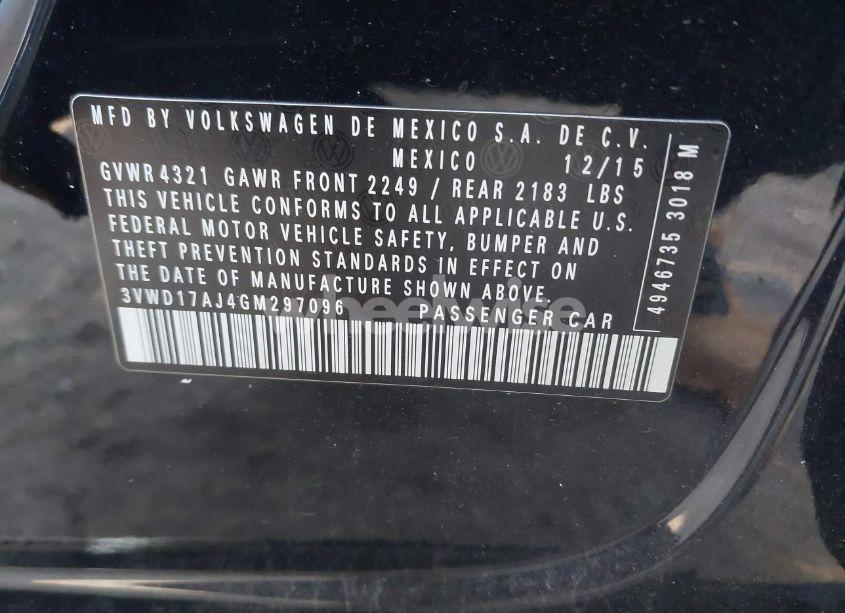 MFD BY VOLKSWAGEN DE MEXICO S.A. DE C.V.
MEXICO 12/15
GVWR 4321 GAWR FRONT 2249 / REAR 2183 LBS
THIS VEHICLE CONFORMS TO ALL APPLICABLE U.S.
FEDERAL MOTOR VEHICLE SAFETY, BUMPER AND
THEFT PREVENTION STANDARDS IN EFFECT ON
THE DATE OF MANUFACTURE SHOWN ABOVE.
3VWD17AJ4GM297096 PASSENGER CAR
4946735 3018 M
wheelwise